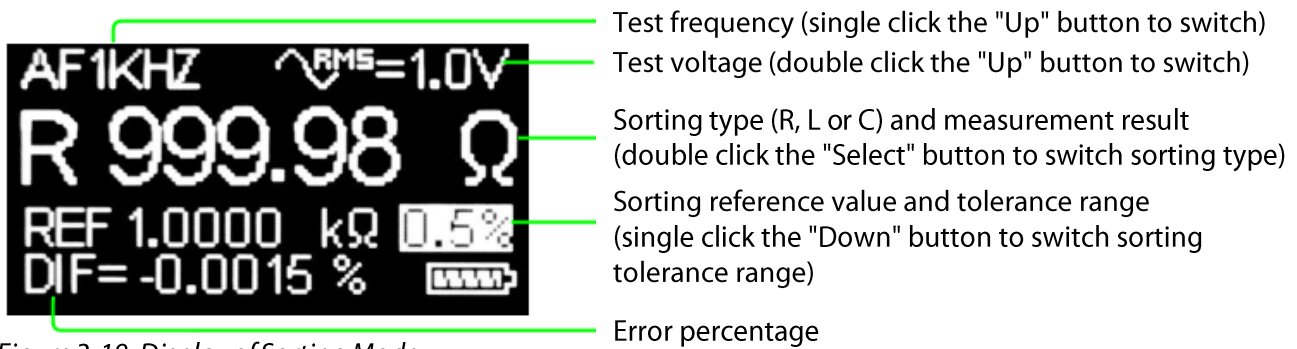 AF1KHZ RMS=1.0V
R 999.98 Ω
REF 1.0000 kΩ 0.5%
DIF= -0.0015 %
Test frequency (single click the "Up" button to switch)
Test voltage (double click the "Up" button to switch)
Sorting type (R, L or C) and measurement result
(double click the "Select" button to switch sorting type)
Sorting reference value and tolerance range
(single click the "Down" button to switch sorting
tolerance range)
Error percentage
Display of Sorting Mode